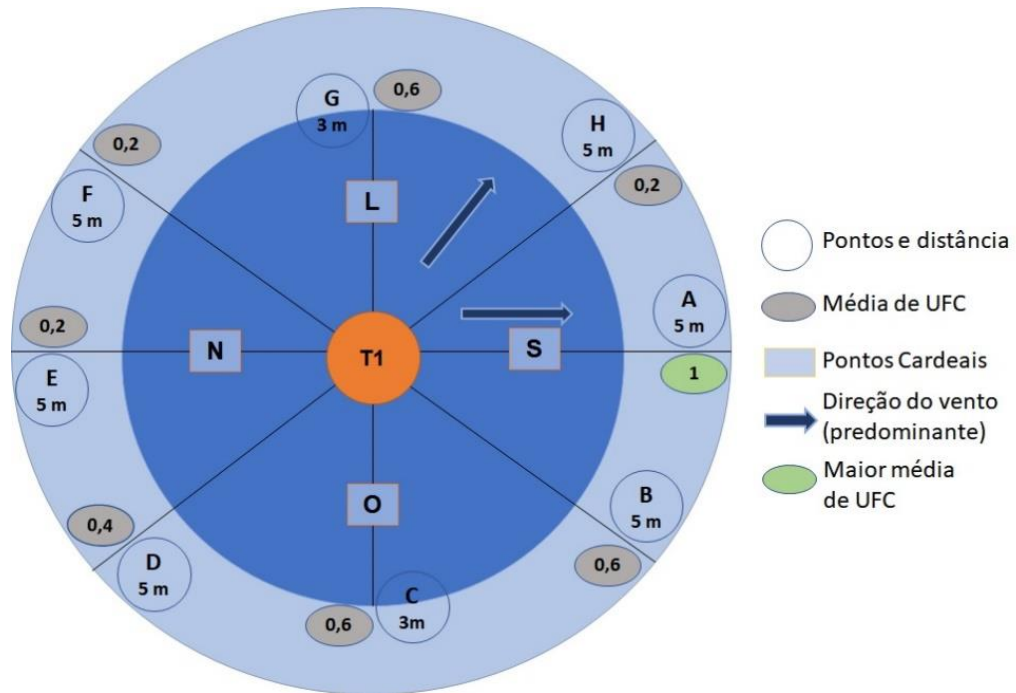 G
3 m
0,6
H
5 m
0,2
F
5 m
0,2
L
A
5 m
0,2
N
T1
S
1
E
5 m
O
B
5 m
0,4
D
5 m
0,6
C
3m
0,6
Pontos e distância
Média de UFC
Pontos Cardeais
Direção do vento
(predominante)
Maior média
de UFC